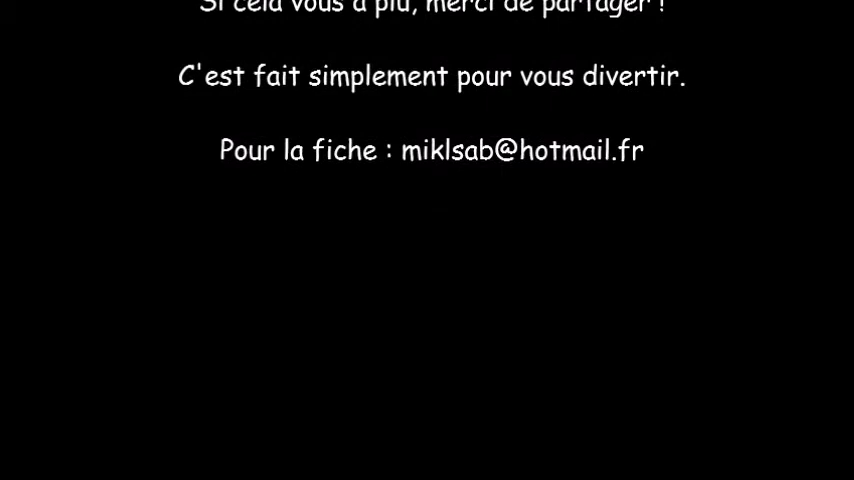 Si cela vous a plu, merci de partager !
C'est fait simplement pour vous divertir.
Pour la fiche : miklsab@hotmail.fr